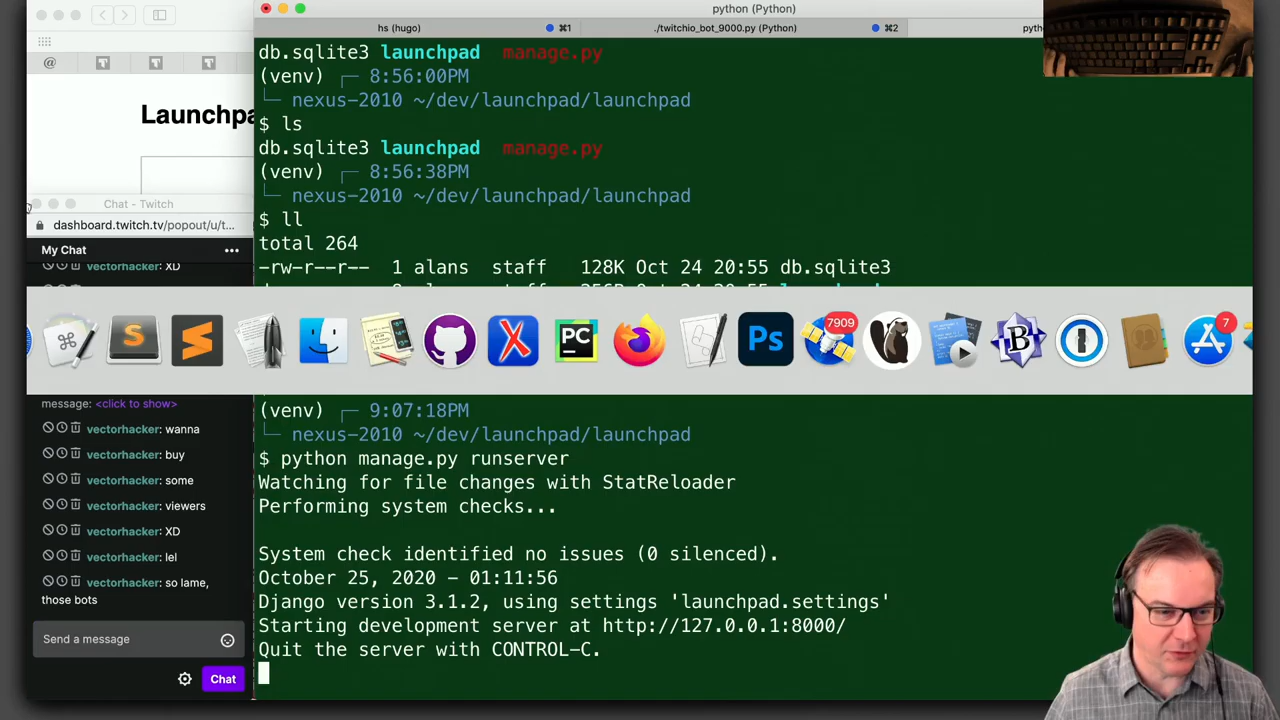 python (Python)
hs (hugo)
⌘1
./twitchio_bot_9000.py (Python)
⌘2
pyth
Launchpa
Chat - Twitch
dashboard.twitch.tv/popout/u/t...
My Chat
vectorhacker: XD
message: <click to show>
vectorhacker: wanna
vectorhacker: buy
vectorhacker: some
vectorhacker: viewers
vectorhacker: XD
vectorhacker: lel
vectorhacker: so lame,
those bots
Send a message
Chat
db.sqlite3 launchpad manage.py
(venv) ┌─ 8:56:00PM
└─ nexus-2010 ~/dev/launchpad/launchpad
$ ls
db.sqlite3 launchpad manage.py
(venv) ┌─ 8:56:38PM
└─ nexus-2010 ~/dev/launchpad/launchpad
$ ll
total 264
-rw-r--r-- 1 alans staff 128K Oct 24 20:55 db.sqlite3
PC
Ps
7909
B
7
(venv) ┌─ 9:07:18PM
└─ nexus-2010 ~/dev/launchpad/launchpad
$ python manage.py runserver
Watching for file changes with StatReloader
Performing system checks...
System check identified no issues (0 silenced).
October 25, 2020 - 01:11:56
Django version 3.1.2, using settings 'launchpad.settings'
Starting development server at http://127.0.0.1:8000/
Quit the server with CONTROL-C.